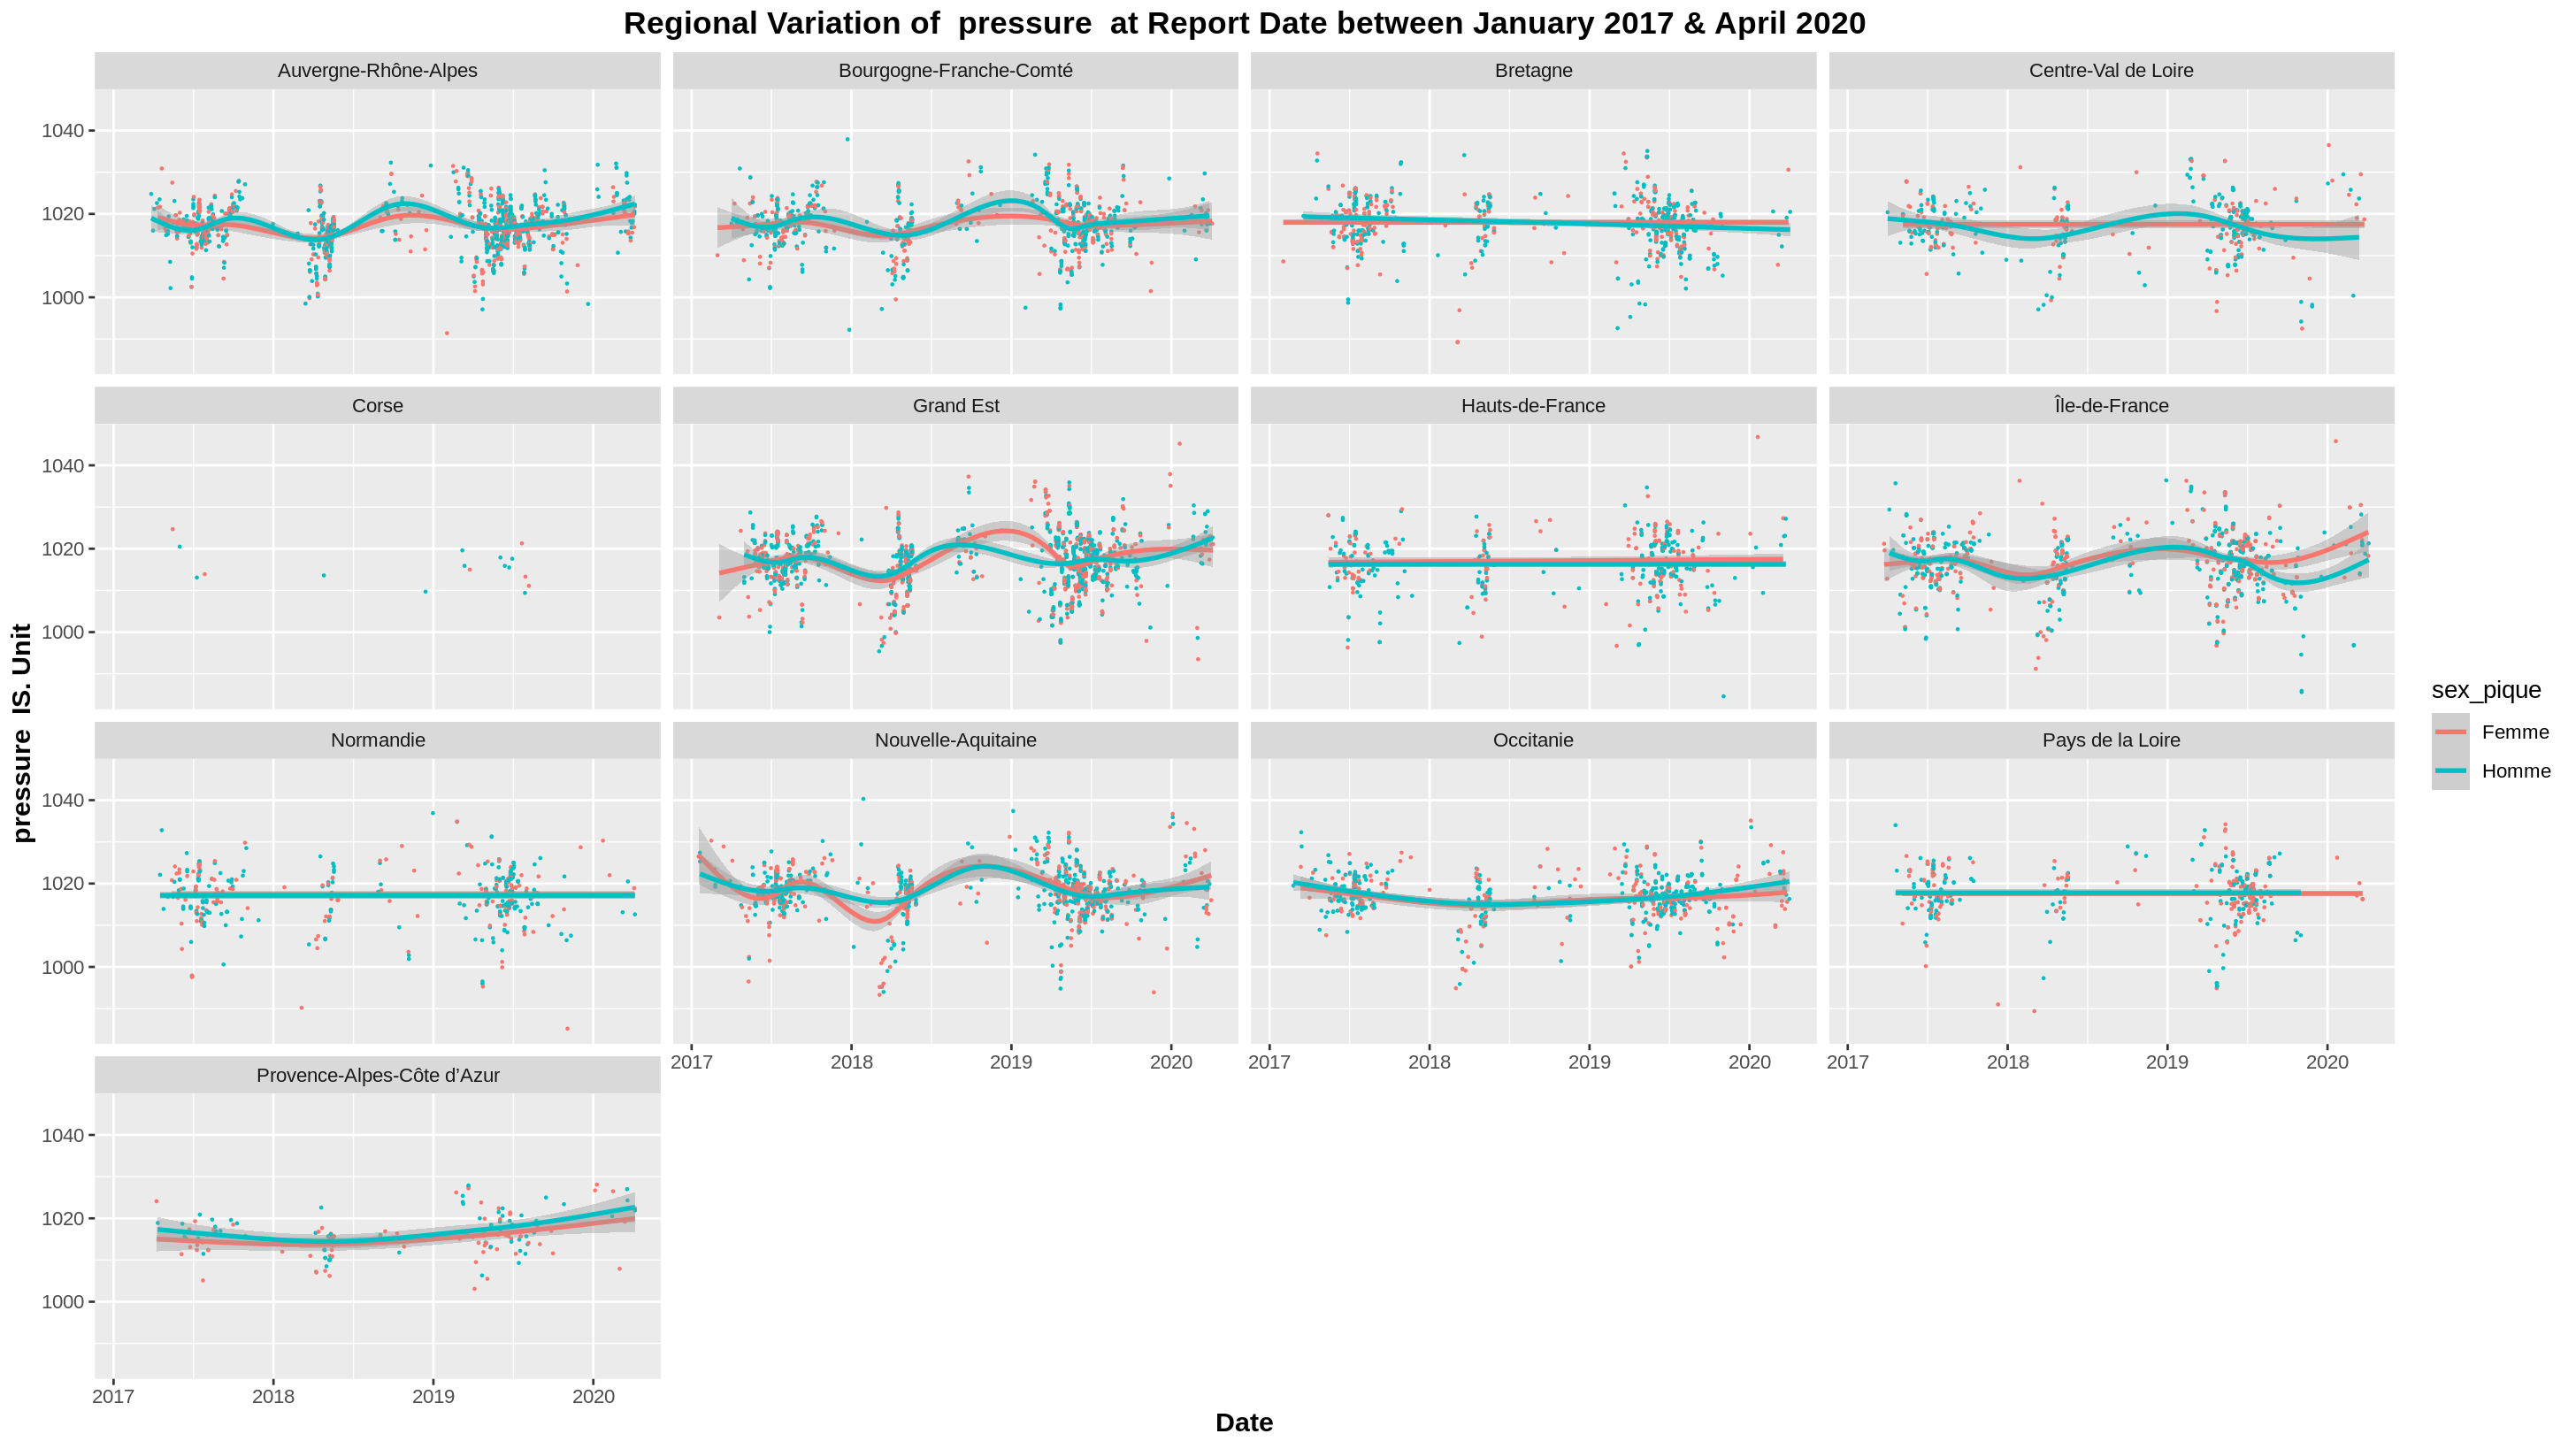 Regional Variation of  pressure  at Report Date between January 2017 & April 2020
Auvergne-Rhône-Alpes
Bourgogne-Franche-Comté
Bretagne
Centre-Val de Loire
1040
1020
1000
Corse
Grand Est
Hauts-de-France
Île-de-France
1040
1020
1000
pressure  IS. Unit
sex_pique
Femme
Homme
Normandie
Nouvelle-Aquitaine
Occitanie
Pays de la Loire
1040
1020
1000
2017 2018 2019 2020
2017 2018 2019 2020
2017 2018 2019 2020
Provence-Alpes-Côte d’Azur
1040
1020
1000
2017 2018 2019 2020
Date